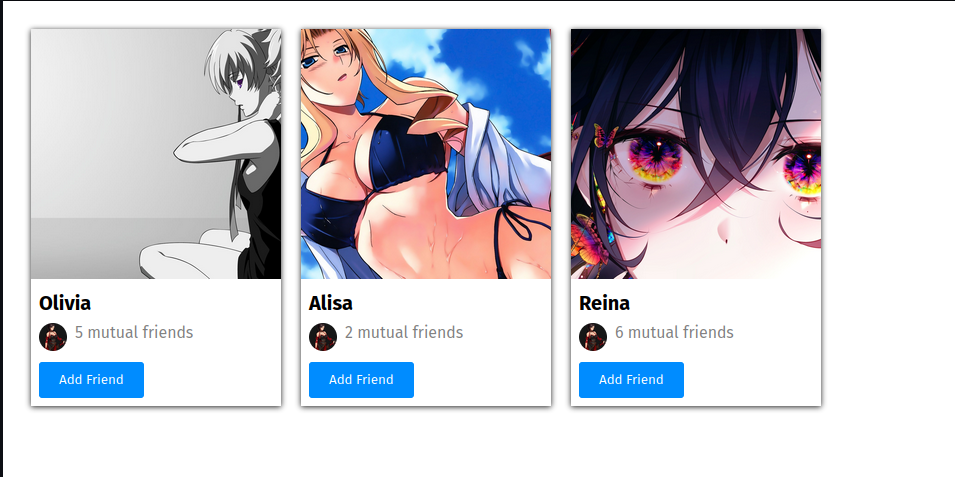 Olivia
5 mutual friends
Add Friend
Alisa
2 mutual friends
Add Friend
Reina
6 mutual friends
Add Friend